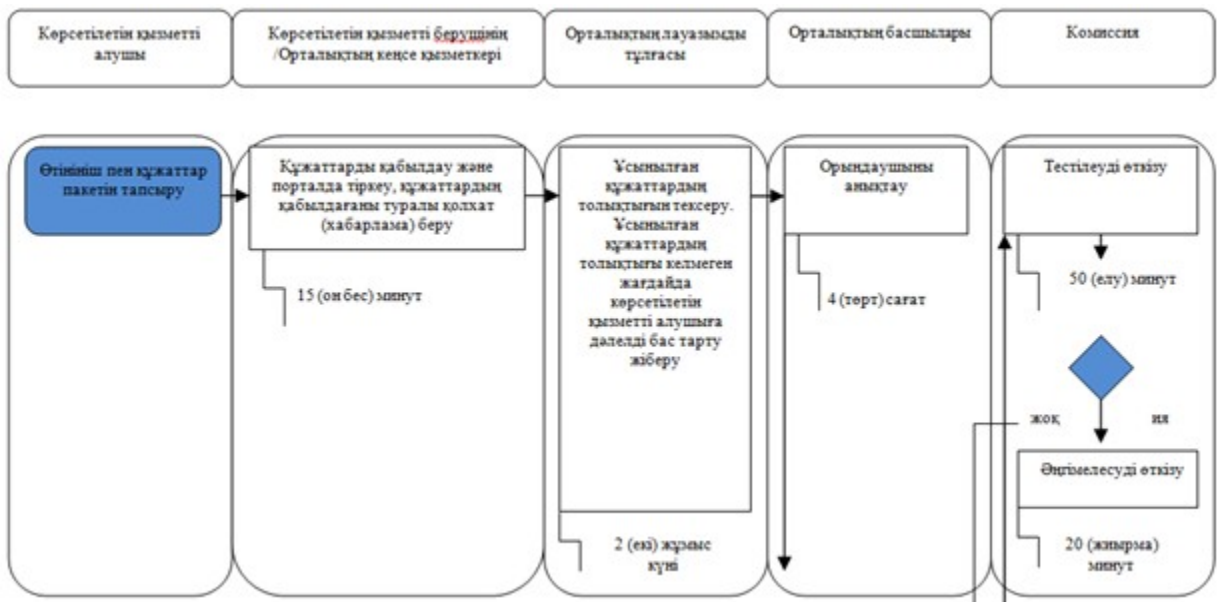 Көрсетілетін қызметті
алушы
Көрсетілетін қызметті берушінің
/Орталықтың кеңсе қызметкері
Орталықтың лауазымды
тұлғасы
Орталықтың басшылары
Комиссия
Өтініш пен құжаттар
пакетін тапсыру
Құжаттарды қабылдау және
порталда тіркеу, құжаттардың
қабылдағаны туралы қолхат
(хабарлама) беру
15 (он бес) минут
Ұсынылған
құжаттардың
толықтығын тексеру.
Ұсынылған
құжаттардың
толықтығы келмеген
жағдайда
көрсетілетін
қызметті алушыға
дәлелді бас тарту
жіберу
2 (екі) жұмыс
күні
Орындаушыны
анықтау
4 (төрт) сағат
Тестілеуді өткізу
50 (елу) минут
жоқ
ия
Әңгімелесуді өткізу
20 (жиырма)
минут